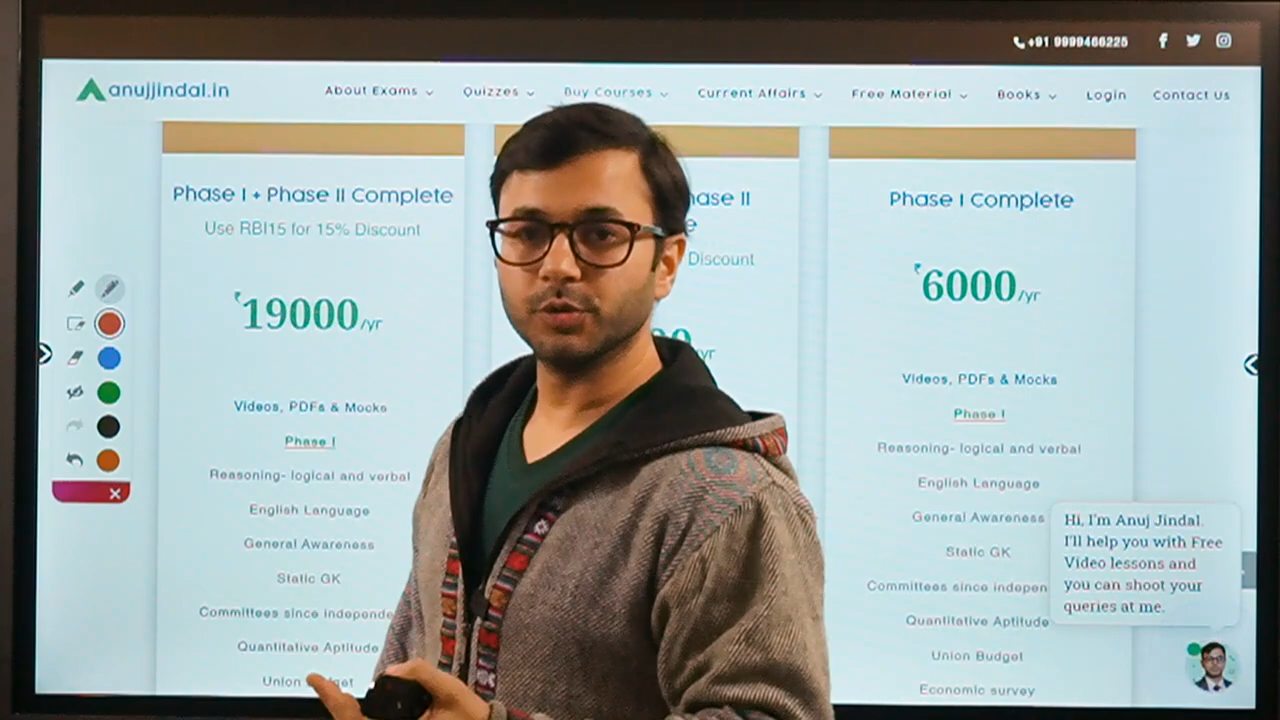 +91 9999466225
anujjindal.in
About Exams
Quizzes
Buy Courses
Current Affairs
Free Material
Books
Login
Contact Us
Phase I + Phase II Complete
Use RBI15 for 15% Discount
₹19000/yr
Videos, PDFs & Mocks
Phase I
Reasoning- logical and verbal
English Language
General Awareness
Static GK
Committees since
Quantitative Aptitude
Union
II
Discount
/yr
Phase I Complete
₹6000/yr
Videos, PDFs & Mocks
Phase I
Reasoning- logical and verbal
English Language
General Awareness
Static GK
Committees since
Quantitative Aptitude
Union Budget
Economic survey
Hi, I'm Anuj Jindal.
I'll help you with Free
Video lessons and
you can shoot your
queries at me.